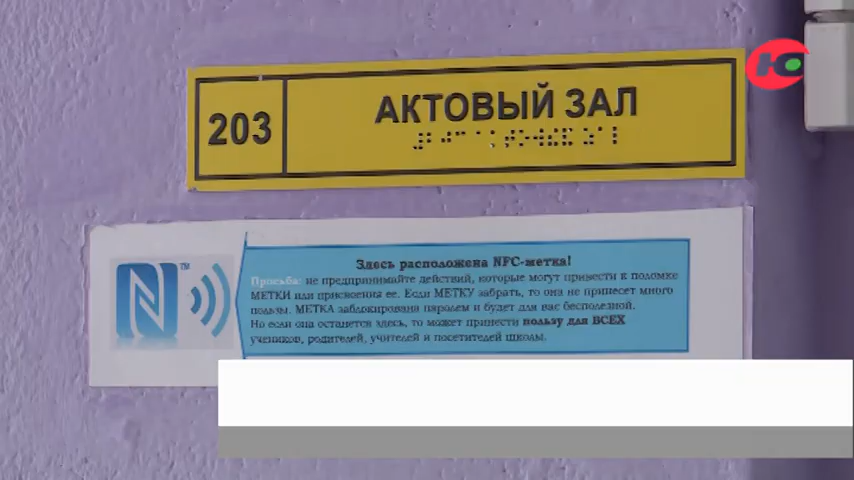 Ю
203
АКТОВЫЙ ЗАЛ
N™
Здесь расположена NFC-метка!
Просьба: не предпринимайте действий, которые могут привести к поломке
МЕТКИ или присвоения ее. Если МЕТКУ забрать, то она не принесет много
пользы. МЕТКА заблокирована паролем и будет для вас бесполезной.
Но если она останется здесь, то может принести пользу для ВСЕХ
учеников, родителей, учителей и посетителей школы.